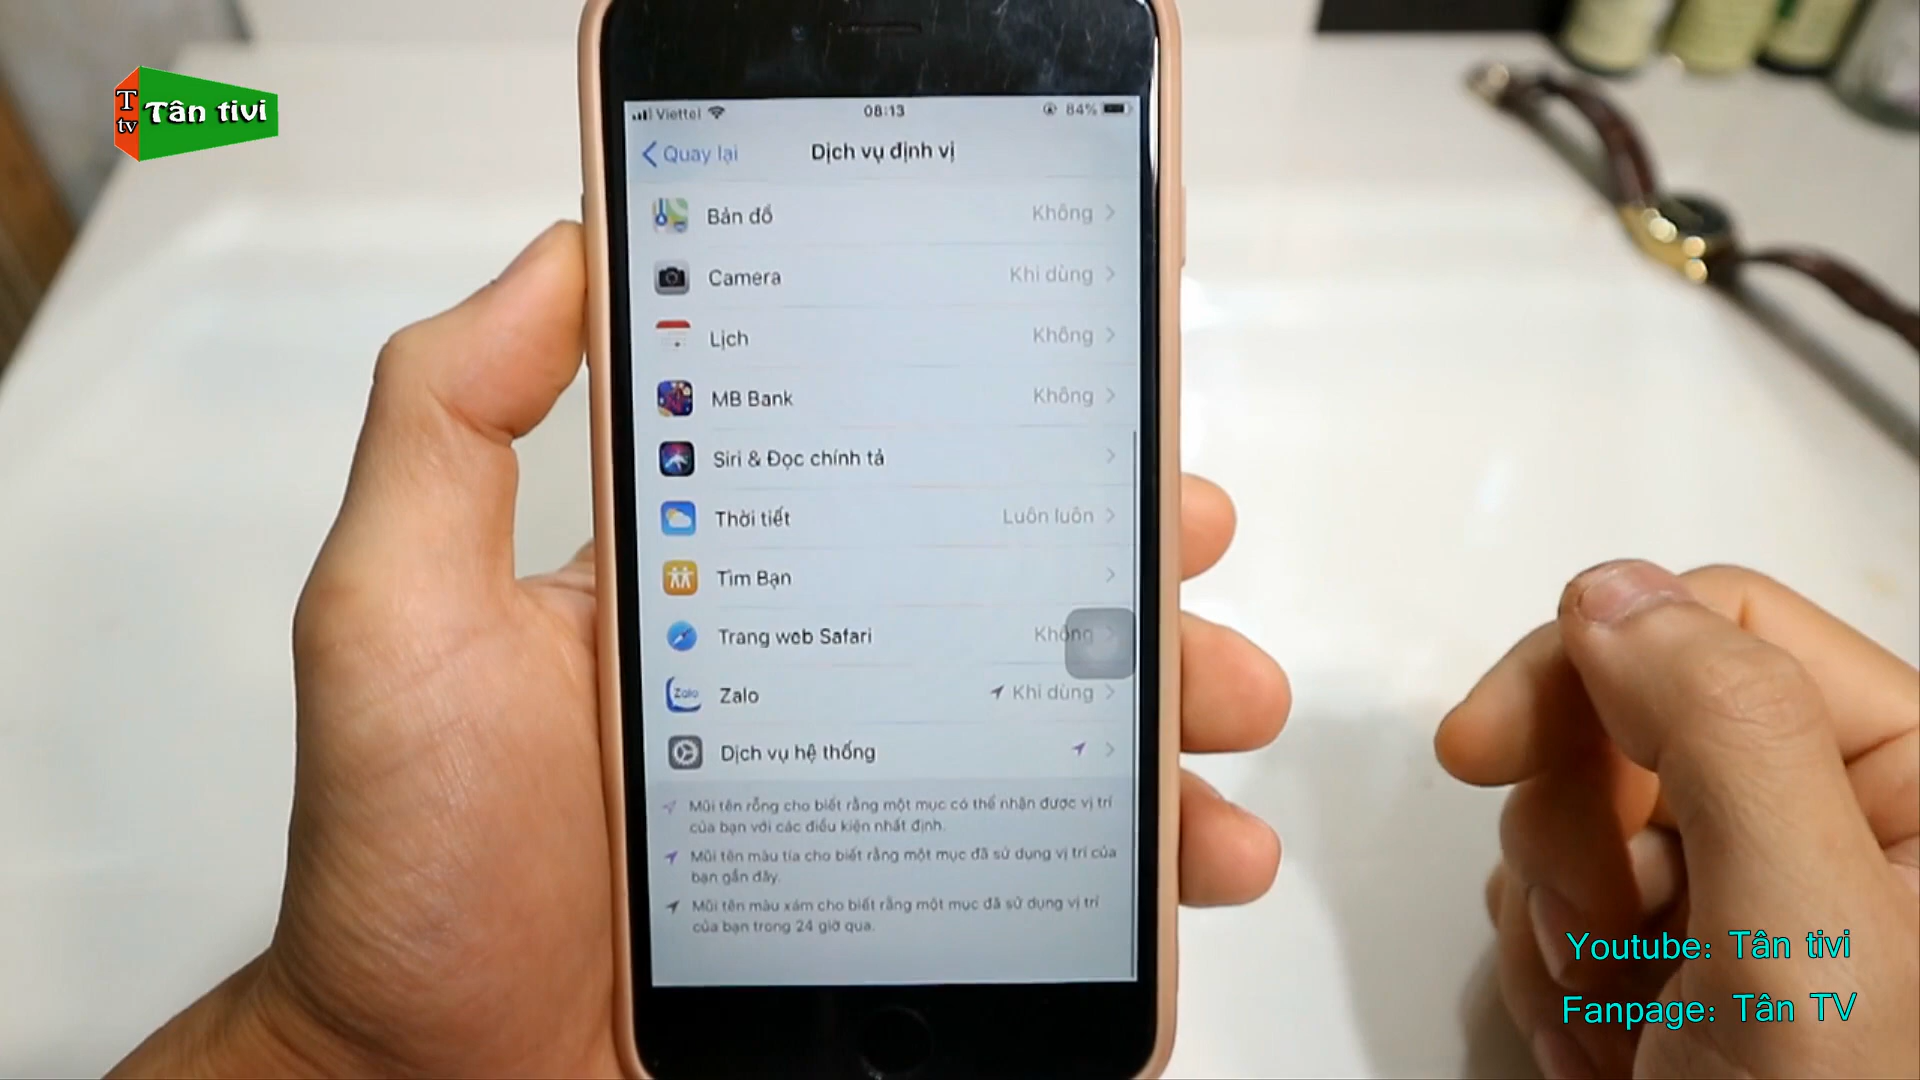 T
tv
Tân tivi
Viettel
08:13
84%
Quay lại
Dịch vụ định vị
Bản đồ
Không
Camera
Khi dùng
Lịch
Không
MB Bank
Không
Siri & Đọc chính tả
Thời tiết
Luôn luôn
Tìm Bạn
Trang web Safari
Không
Zalo
Zalo
Khi dùng
Dịch vụ hệ thống
Mũi tên rỗng cho biết rằng một mục có thể nhận được vị trí
của bạn với các điều kiện nhất định.
Mũi tên màu tía cho biết rằng một mục đã sử dụng vị trí của
bạn gần đây.
Mũi tên màu xám cho biết rằng một mục đã sử dụng vị trí
của bạn trong 24 giờ qua.
Youtube: Tân tivi
Fanpage: Tân TV